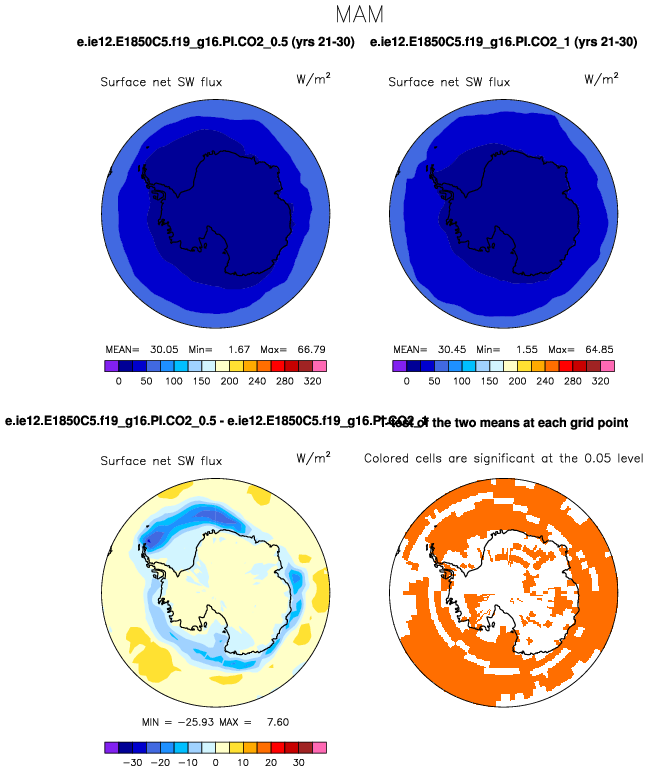 MAM
e.ie12.E1850C5.f19_g16.PI.CO2_0.5 (yrs 21-30) e.ie12.E1850C5.f19_g16.PI.CO2_1 (yrs 21-30)
Surface net SW flux W/m² Surface net SW flux W/m²
MEAN= 30.05 Min= 1.67 Max= 66.79 MEAN= 30.45 Min= 1.55 Max= 64.85
0 50 100 150 200 240 280 320 0 50 100 150 200 240 280 320
e.ie12.E1850C5.f19_g16.PI.CO2_0.5 - e.ie12.E1850C5.f19_g16.PI.CO2_1 T-test of the two means at each grid point
Surface net SW flux W/m² Colored cells are significant at the 0.05 level
MIN = -25.93 MAX = 7.60
-30 -20 -10 0 10 20 30